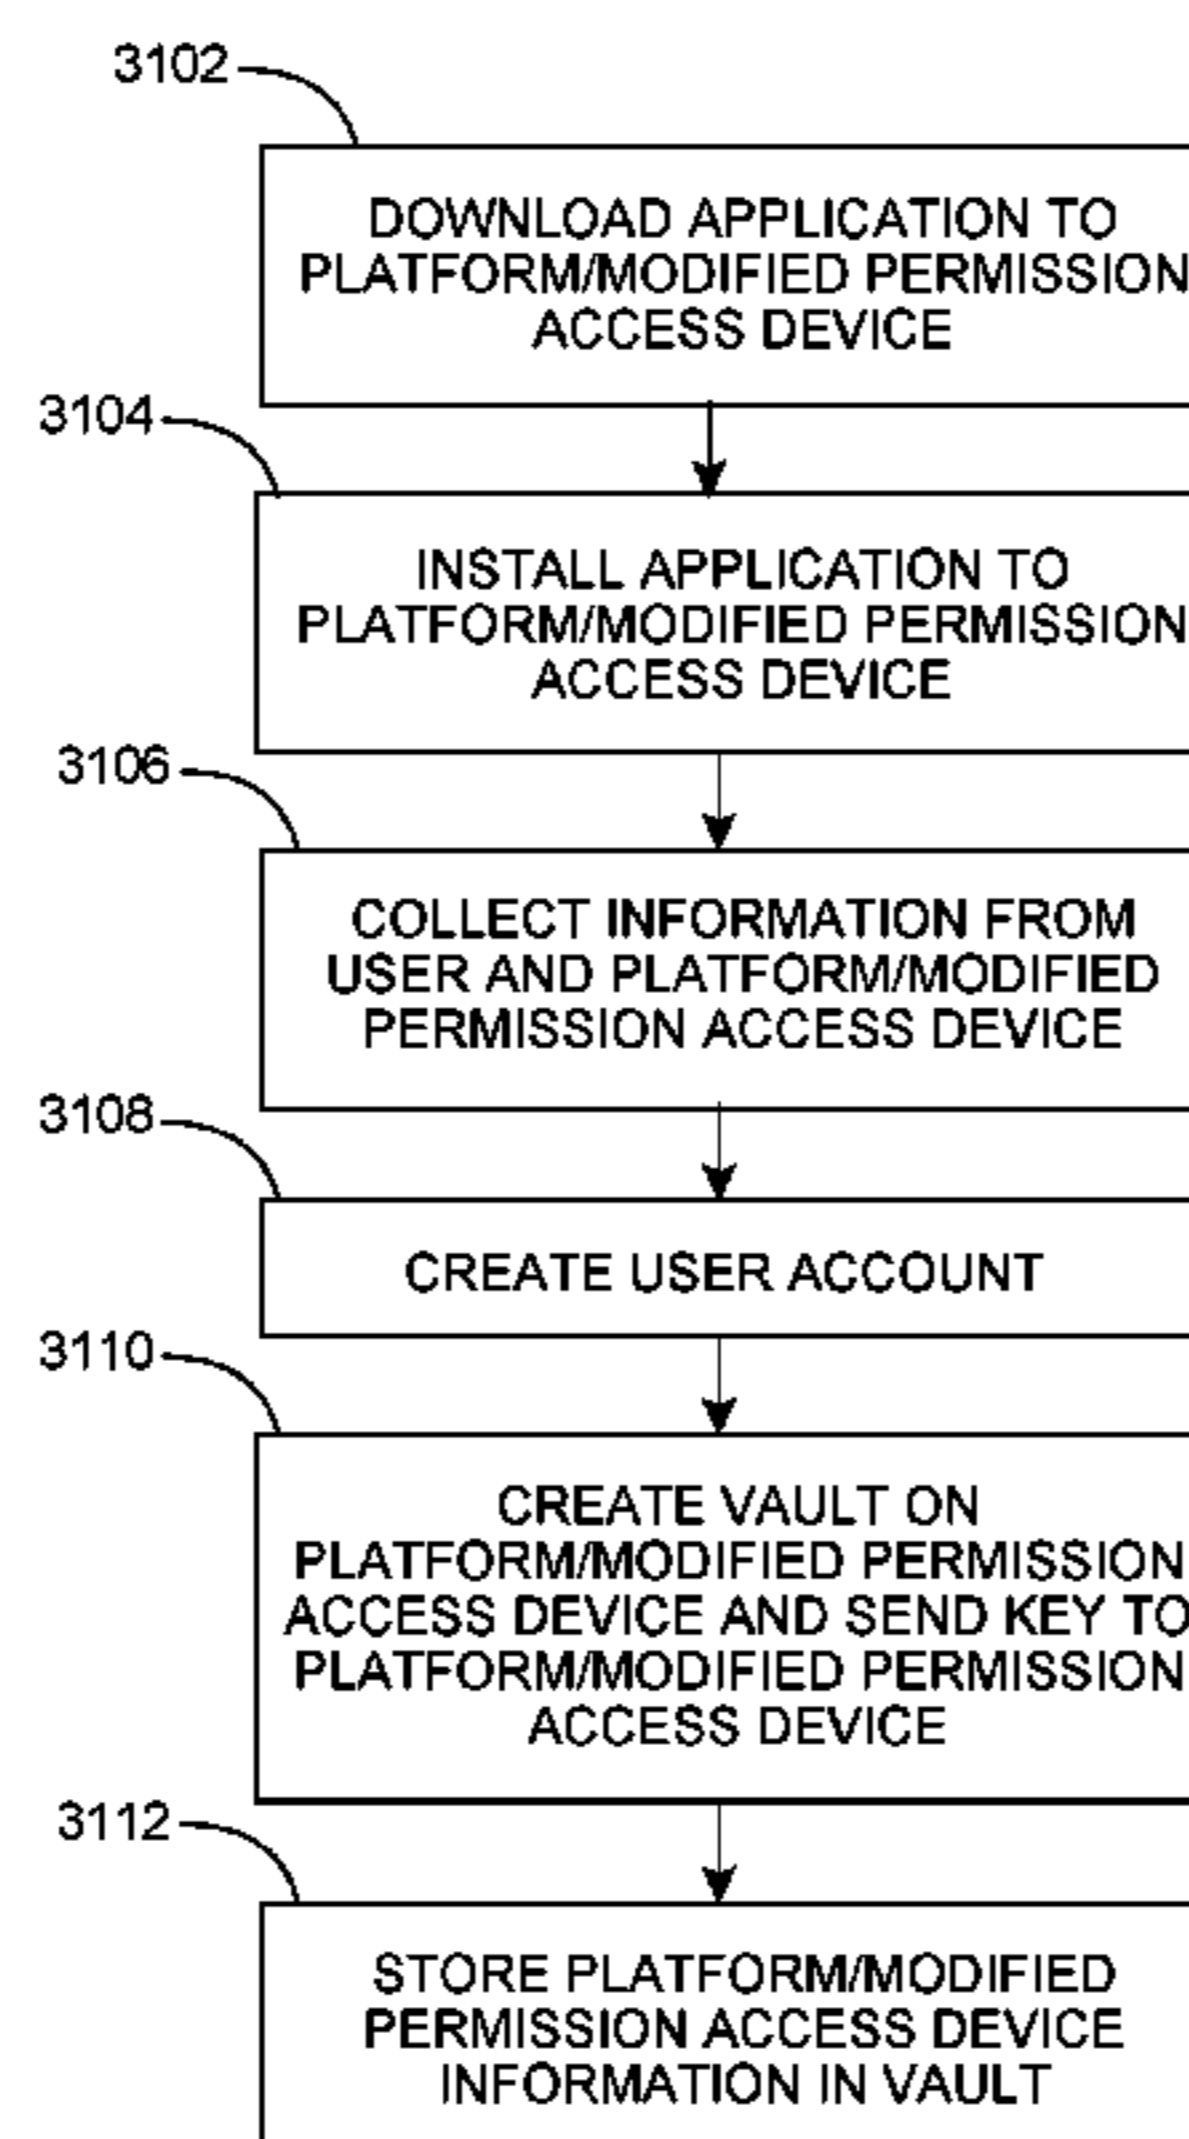 3102
DOWNLOAD APPLICATION TO
PLATFORM/MODIFIED PERMISSION
ACCESS DEVICE
3104
INSTALL APPLICATION TO
PLATFORM/MODIFIED PERMISSION
ACCESS DEVICE
3106
COLLECT INFORMATION FROM
USER AND PLATFORM/MODIFIED
PERMISSION ACCESS DEVICE
3108
CREATE USER ACCOUNT
3110
CREATE VAULT ON
PLATFORM/MODIFIED PERMISSION
ACCESS DEVICE AND SEND KEY TO
PLATFORM/MODIFIED PERMISSION
ACCESS DEVICE
3112
STORE PLATFORM/MODIFIED
PERMISSION ACCESS DEVICE
INFORMATION IN VAULT